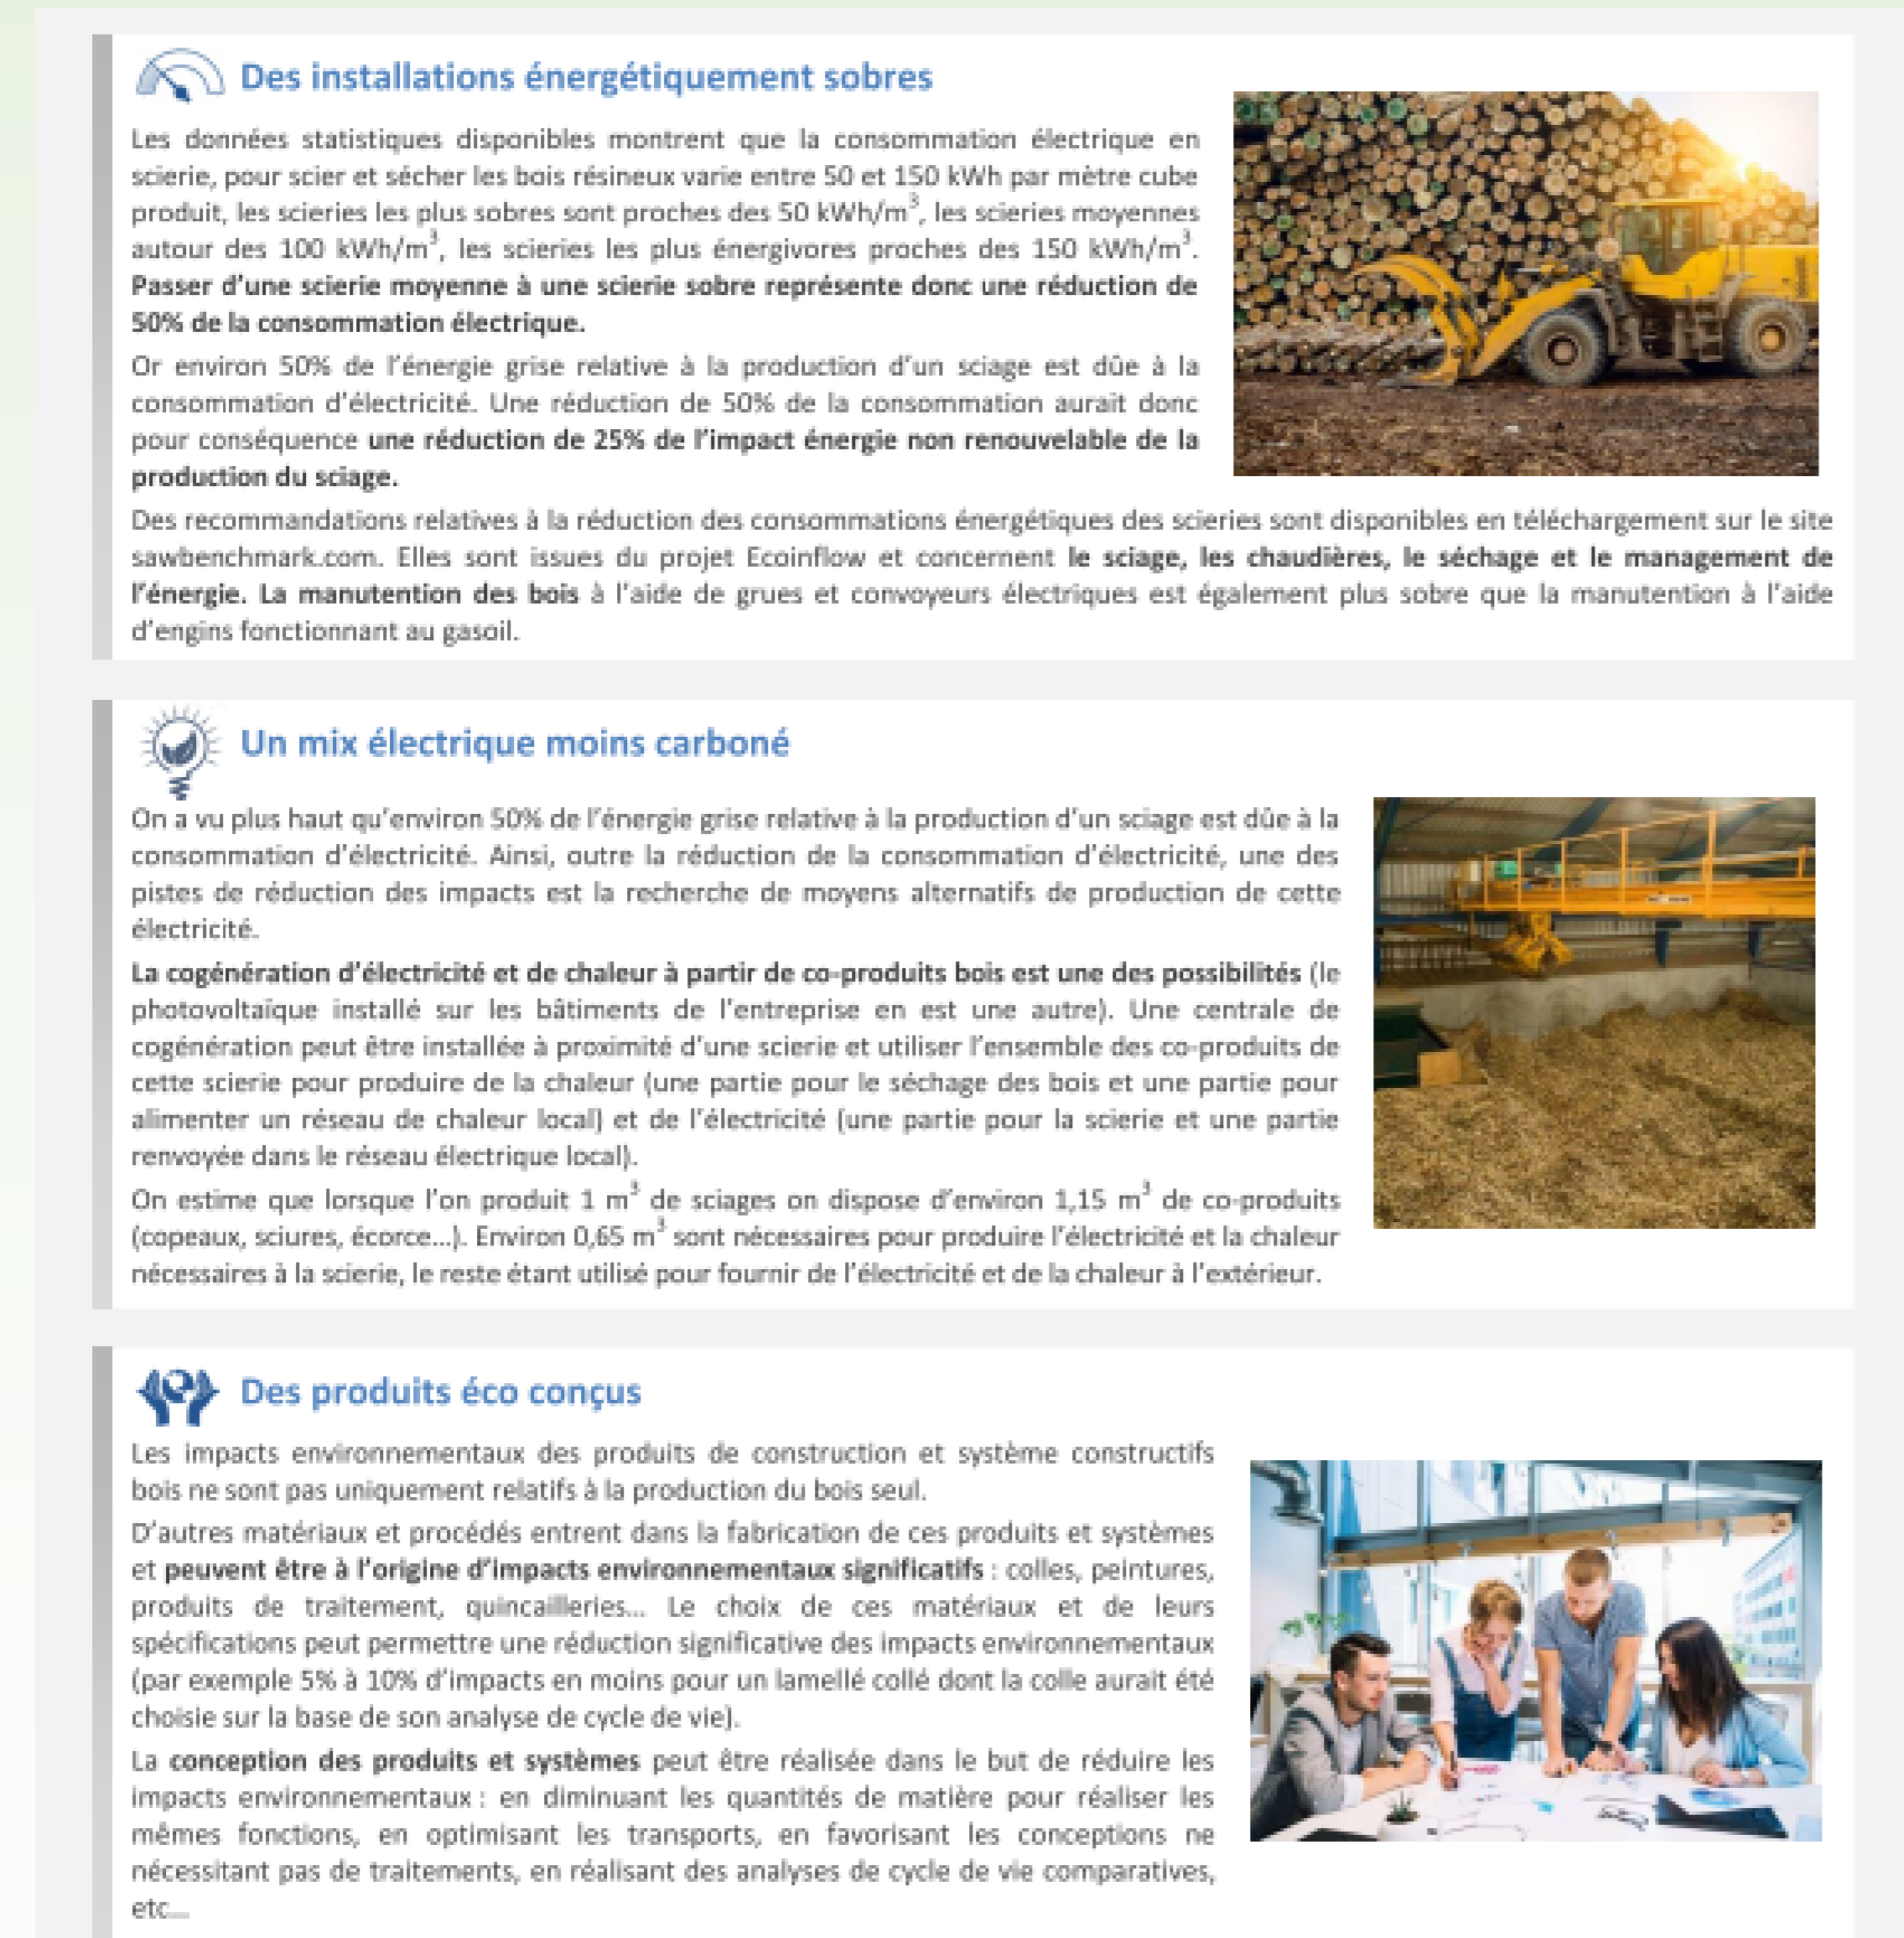 Des installations énergétiquement sobres
Les données statistiques disponibles montrent que la consommation électrique en
scierie, pour scier et sécher les bois résineux varie entre 50 et 150 kWh par mètre cube
produit, les scieries les plus sobres sont proches des 50 kWh/m³, les scieries moyennes
autour des 100 kWh/m³, les scieries les plus énergivores proches des 150 kWh/m³.
Passer d'une scierie moyenne à une scierie sobre représente donc une réduction de
50% de la consommation électrique.
Or environ 50% de l'énergie grise relative à la production d'un sciage est dûe à la
consommation d'électricité. Une réduction de 50% de la consommation aurait donc
pour conséquence une réduction de 25% de l'impact énergie non renouvelable de la
production du sciage.
Des recommandations relatives à la réduction des consommations énergétiques des scieries sont disponibles en téléchargement sur le site
sawbenchmark.com. Elles sont issues du projet Ecoinflow et concernent le sciage, les chaudières, le séchage et le management de
l'énergie. La manutention des bois à l'aide de grues et convoyeurs électriques est également plus sobre que la manutention à l'aide
d'engins fonctionnant au gasoil.
Un mix électrique moins carboné
On a vu plus haut qu'environ 50% de l'énergie grise relative à la production d'un sciage est dûe à la
consommation d'électricité. Ainsi, outre la réduction de la consommation d'électricité, une des
pistes de réduction des impacts est la recherche de moyens alternatifs de production de cette
électricité.
La cogénération d'électricité et de chaleur à partir de co-produits bois est une des possibilités (le
photovoltaïque installé sur les bâtiments de l'entreprise en est une autre). Une centrale de
cogénération peut être installée à proximité d'une scierie et utiliser l'ensemble des co-produits de
cette scierie pour produire de la chaleur (une partie pour le séchage des bois et une partie pour
alimenter un réseau de chaleur local) et de l'électricité (une partie pour la scierie et une partie
renvoyée dans le réseau électrique local).
On estime que lorsque l'on produit 1 m³ de sciages on dispose d'environ 1,15 m³ de co-produits
(copeaux, sciures, écorce...). Environ 0,65 m³ sont nécessaires pour produire l'électricité et la chaleur
nécessaires à la scierie, le reste étant utilisé pour fournir de l'électricité et de la chaleur à l'extérieur.
Des produits éco conçus
Les impacts environnementaux des produits de construction et système constructifs
bois ne sont pas uniquement relatifs à la production du bois seul.
D'autres matériaux et procédés entrent dans la fabrication de ces produits et systèmes
et peuvent être à l'origine d'impacts environnementaux significatifs : colles, peintures,
produits de traitement, quincailleries... Le choix de ces matériaux et de leurs
spécifications peut permettre une réduction significative des impacts environnementaux
(par exemple 5% à 10% d'impacts en moins pour un lamellé collé dont la colle aurait été
choisie sur la base de son analyse de cycle de vie).
La conception des produits et systèmes peut être réalisée dans le but de réduire les
impacts environnementaux : en diminuant les quantités de matière pour réaliser les
mêmes fonctions, en optimisant les transports, en favorisant les conceptions ne
nécessitant pas de traitements, en réalisant des analyses de cycle de vie comparatives,
etc...